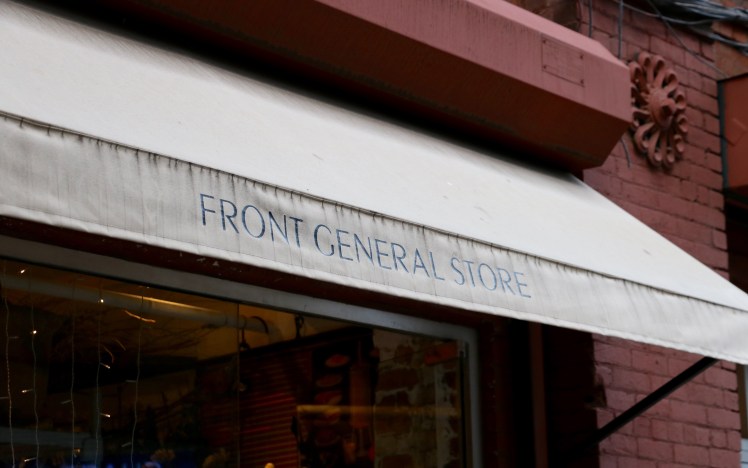 FRONT GENERAL STORE